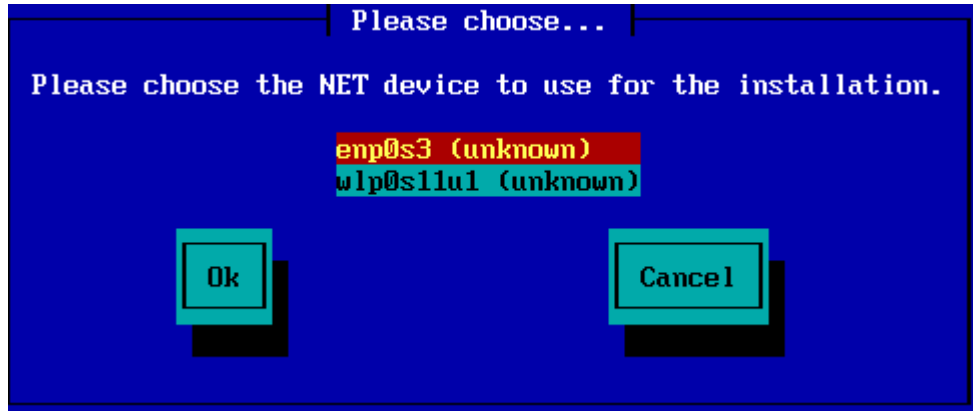 Please choose...
Please choose the NET device to use for the installation.
enp0s3 (unknown)
wlp0s11u1 (unknown)
Ok Cancel